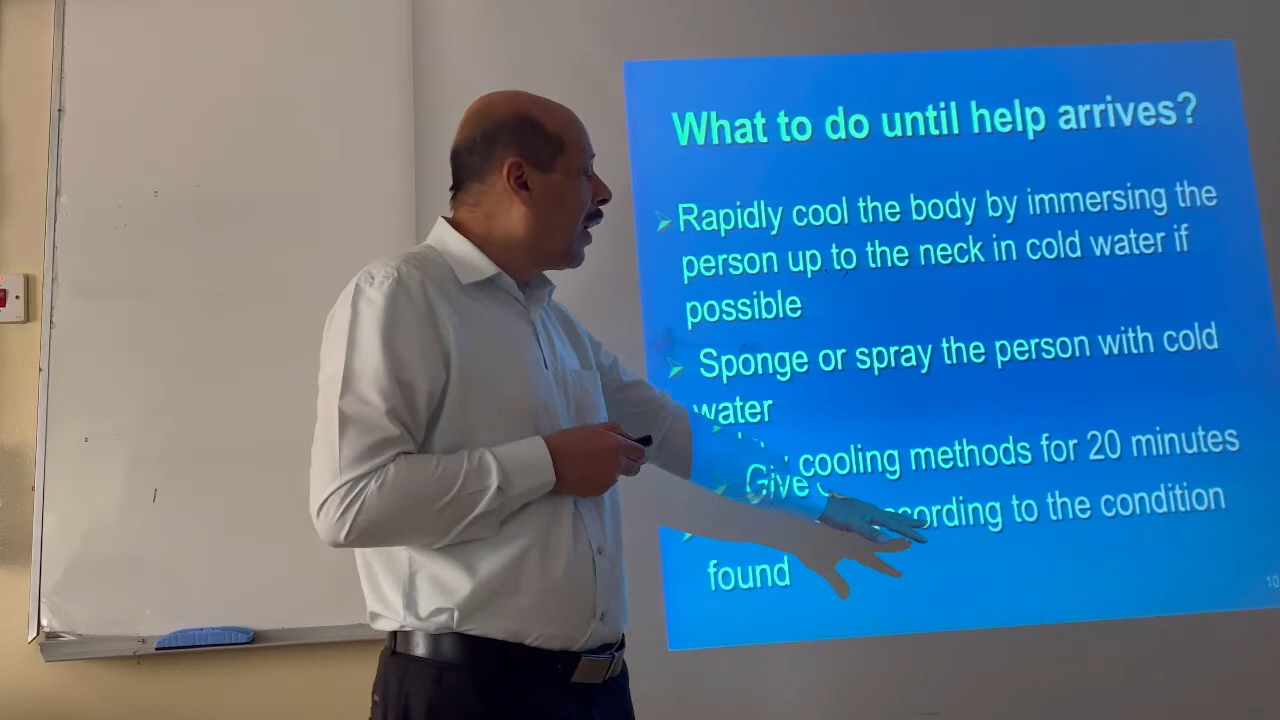 What to do until help arrives?
Rapidly cool the body by immersing the
person up to the neck in cold water if
possible
Sponge or spray the person with cold
water
cooling methods for 20 minutes
Give
to the condition
found
10